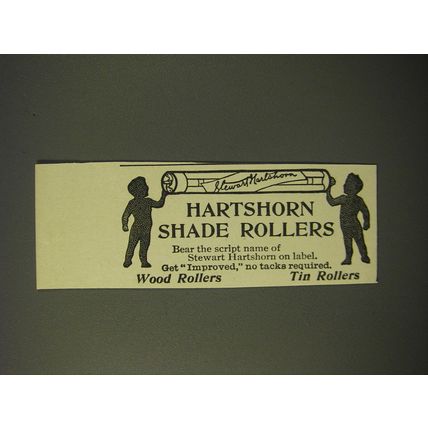 Stewart Hartshorn
HARTSHORN
SHADE ROLLERS
Bear the script name of
Stewart Hartshorn on label.
Get "Improved," no tacks required.
Wood Rollers Tin Rollers